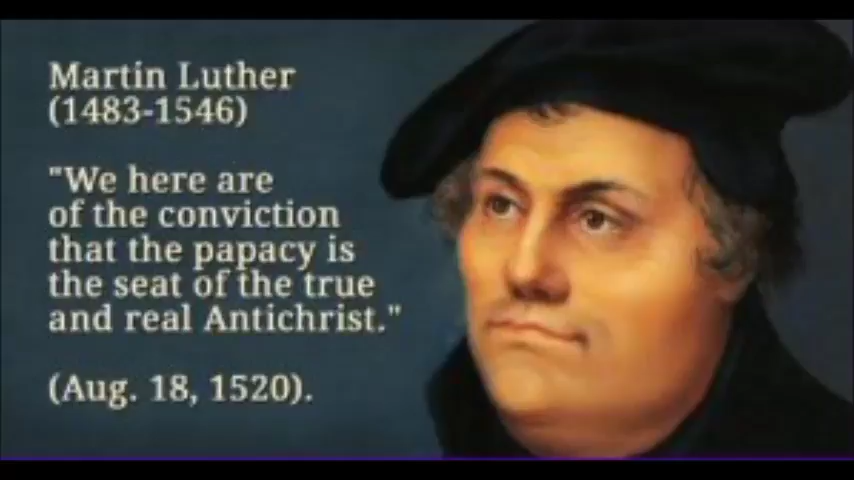 Martin Luther
(1483-1546)
"We here are
of the conviction
that the papacy is
the seat of the true
and real Antichrist."
(Aug. 18, 1520).